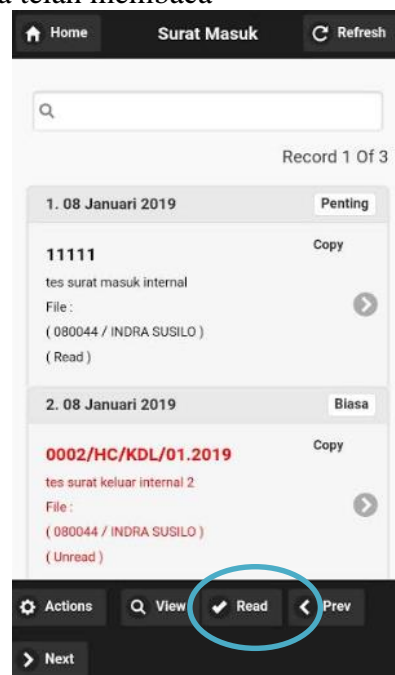 Home Surat Masuk Refresh
Record 1 Of 3
1. 08 Januari 2019 Penting
11111 Copy
tes surat masuk internal
File :
( 080044 / INDRA SUSILO )
( Read )
2. 08 Januari 2019 Biasa
0002/HC/KDL/01.2019 Copy
tes surat keluar internal 2
File :
( 080044 / INDRA SUSILO )
( Unread )
Actions View Read Prev
Next